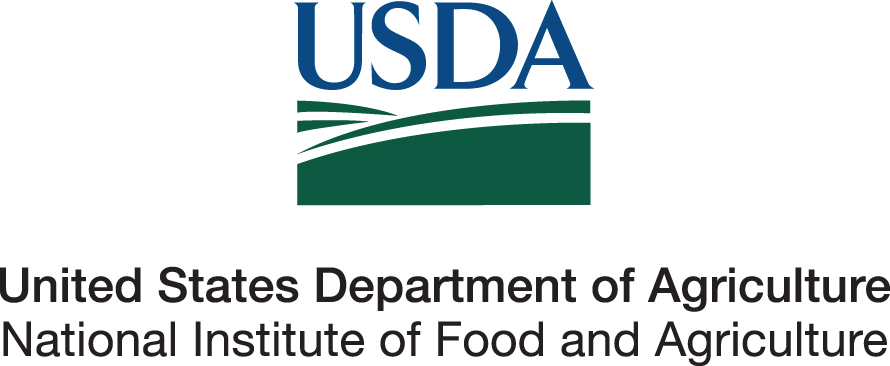 USDA
United States Department of Agriculture
National Institute of Food and Agriculture